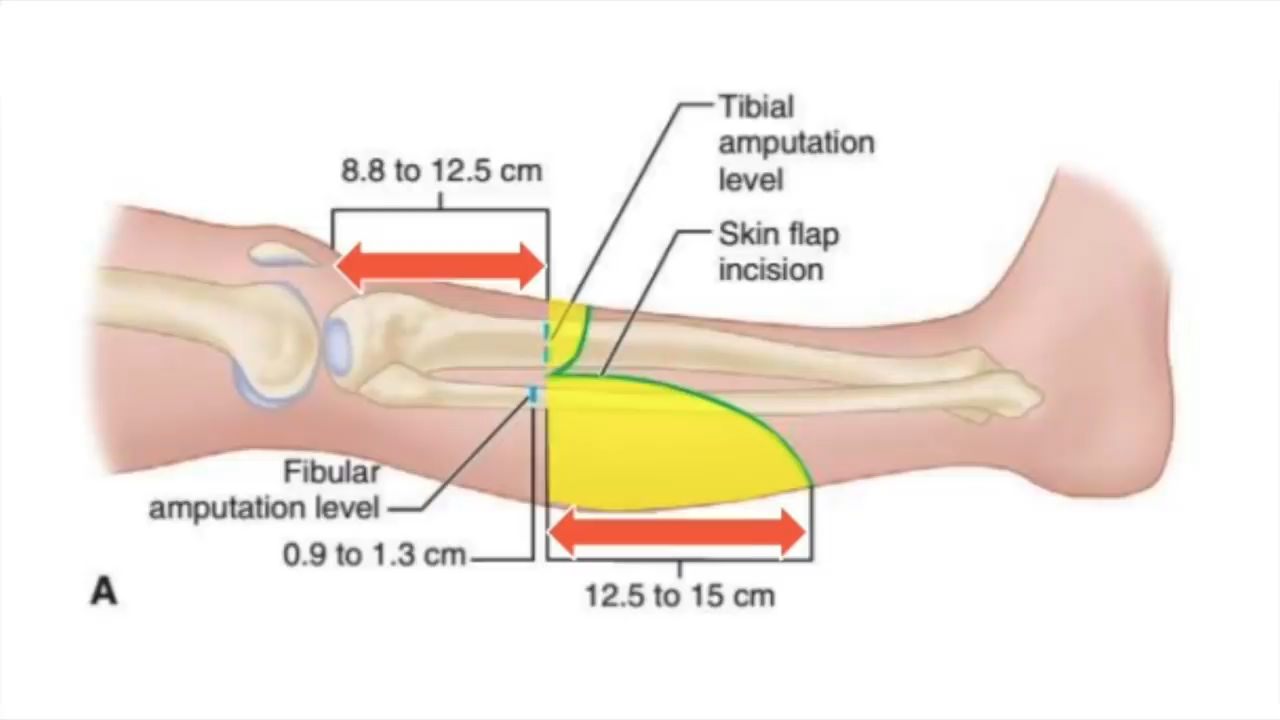 Tibial
amputation
level
8.8 to 12.5 cm
Skin flap
incision
Fibular
amputation level
0.9 to 1.3 cm
12.5 to 15 cm
A